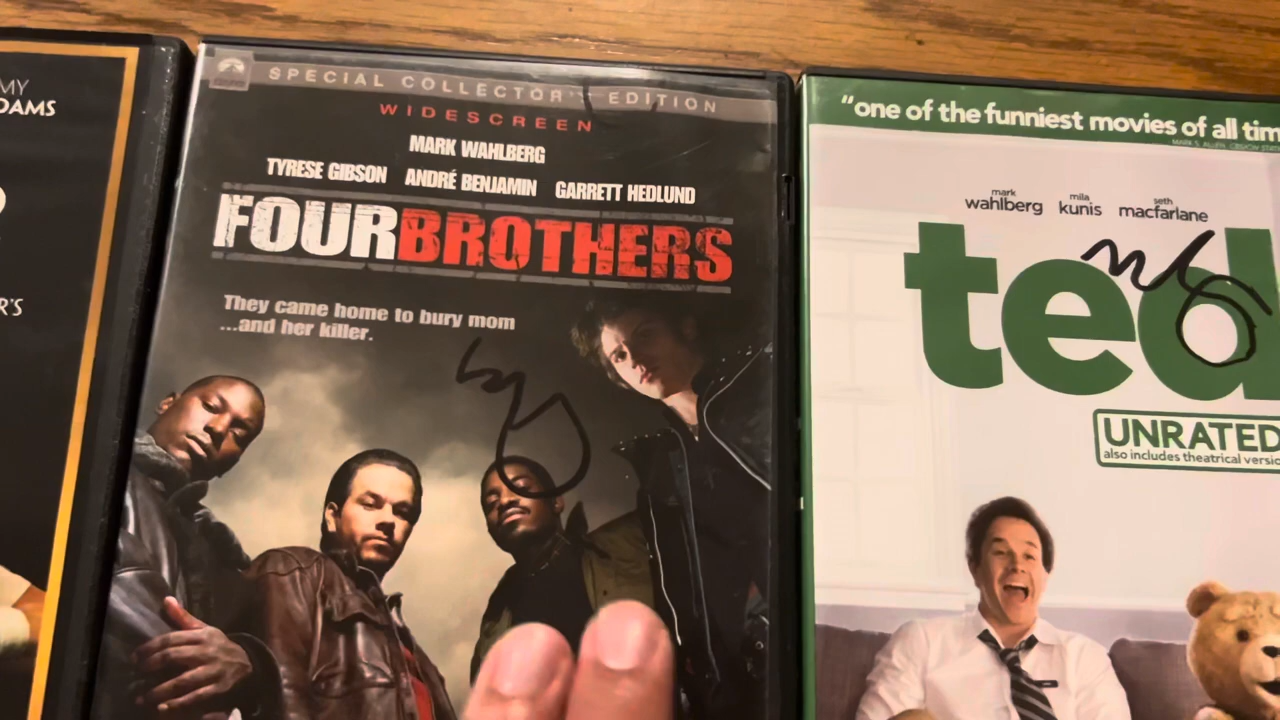 MY
DAMS
R'S
SPECIAL COLLECTOR'S EDITION
WIDESCREEN
MARK WAHLBERG
TYRESE GIBSON ANDRÉ BENJAMIN GARRETT HEDLUND
FOURBROTHERS
They came home to bury mom
...and her killer.
"one of the funniest movies of all tim
mark wahlberg
mila kunis
seth macfarlane
ted
UNRATED
also includes theatrical versio